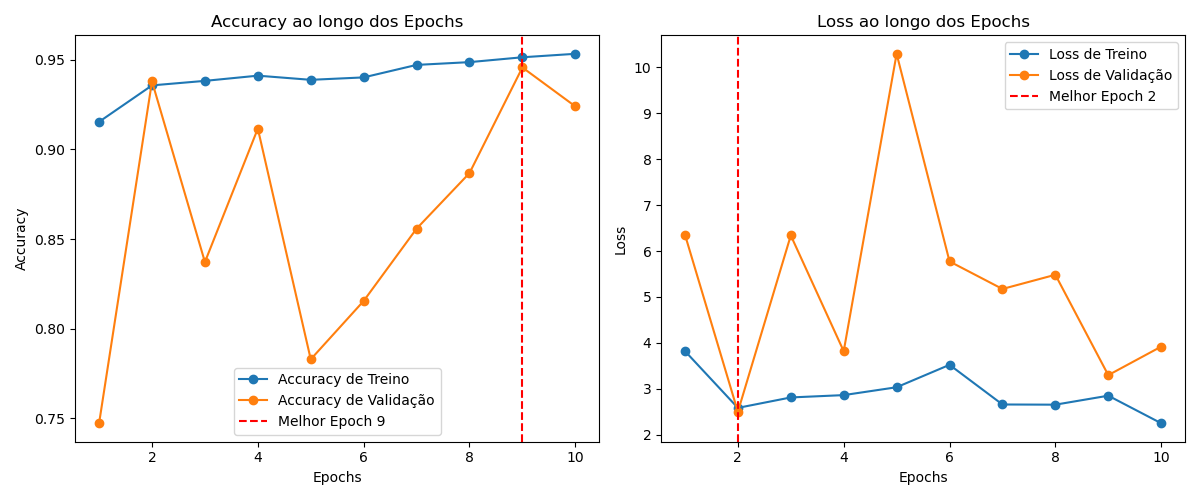 Accuracy ao longo dos Epochs
Accuracy
0.95
0.90
0.85
0.80
0.75
Accuracy de Treino
Accuracy de Validação
Melhor Epoch 9
2
4
6
8
10
Epochs
Loss ao longo dos Epochs
Loss
10
9
8
7
6
5
4
3
2
Loss de Treino
Loss de Validação
Melhor Epoch 2
2
4
6
8
10
Epochs